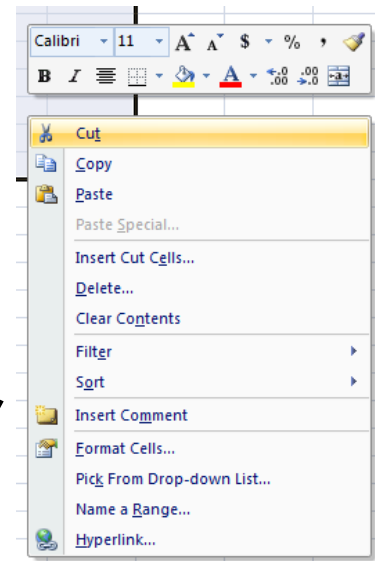 Calibri 11 A A $ % ,
B I A .0 .00 .00 .0 a
Cut
Copy
Paste
Paste Special...
Insert Cut Cells...
Delete...
Clear Contents
Filter
Sort
Insert Comment
Format Cells...
Pick From Drop-down List...
Name a Range...
Hyperlink...